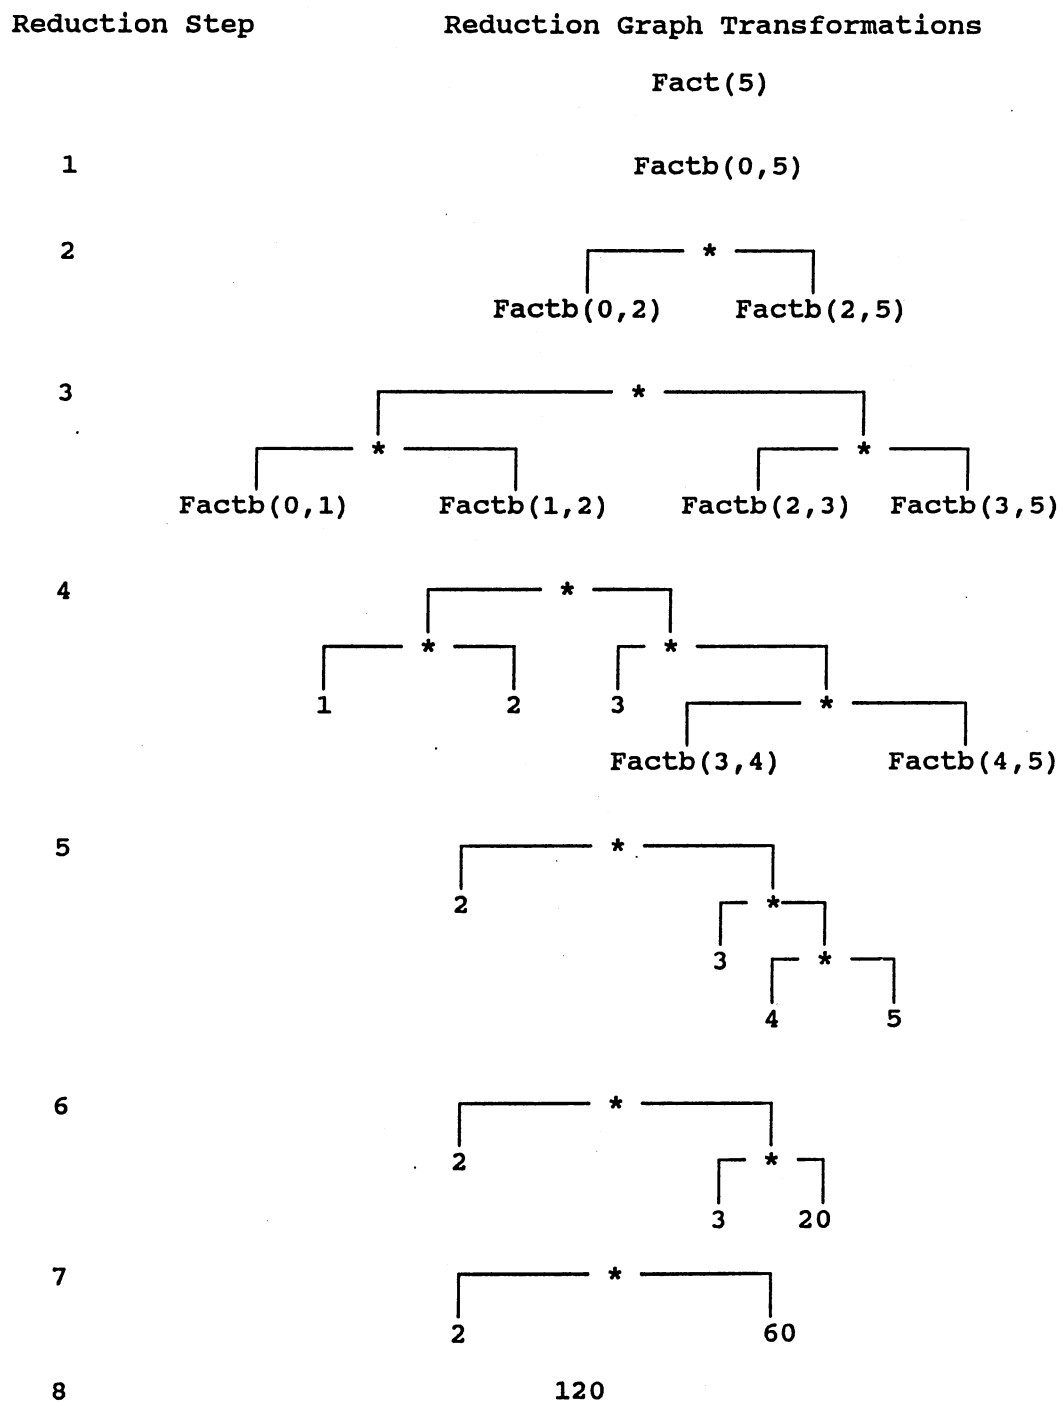 Reduction Step Reduction Graph Transformations
Fact(5)
1 Factb(0,5)
2 *
Factb(0,2) Factb(2,5)
3 *
* *
Factb(0,1) Factb(1,2) Factb(2,3) Factb(3,5)
4 *
* *
1 2 3 *
Factb(3,4) Factb(4,5)
5 *
2 *
3 *
4 5
6 *
2 *
3 20
7 *
2 60
8 120